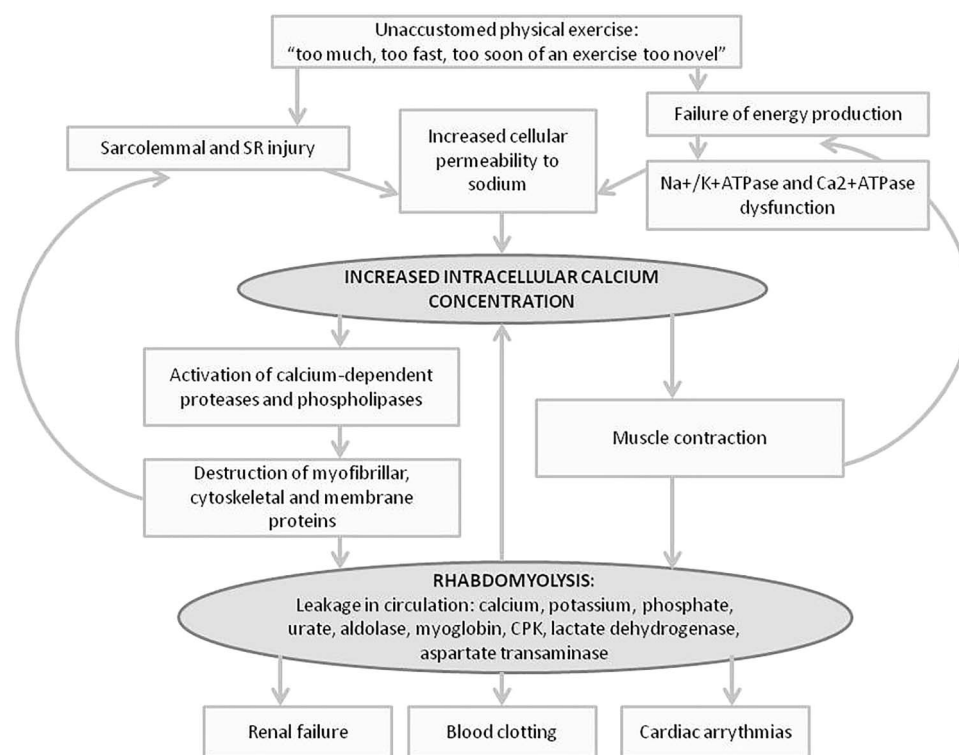 Unaccustomed physical exercise:
“too much, too fast, too soon of an exercise too novel”
Failure of energy production
Sarcolemmal and SR injury
Increased cellular
permeability to
sodium
Na+/K+ATPase and Ca2+ATPase
dysfunction
INCREASED INTRACELLULAR CALCIUM
CONCENTRATION
Activation of calcium-dependent
proteases and phospholipases
Muscle contraction
Destruction of myofibrillar,
cytoskeletal and membrane
proteins
RHABDOMYOLYSIS:
Leakage in circulation: calcium, potassium, phosphate,
urate, aldolase, myoglobin, CPK, lactate dehydrogenase,
aspartate transaminase
Renal failure
Blood clotting
Cardiac arrythmias